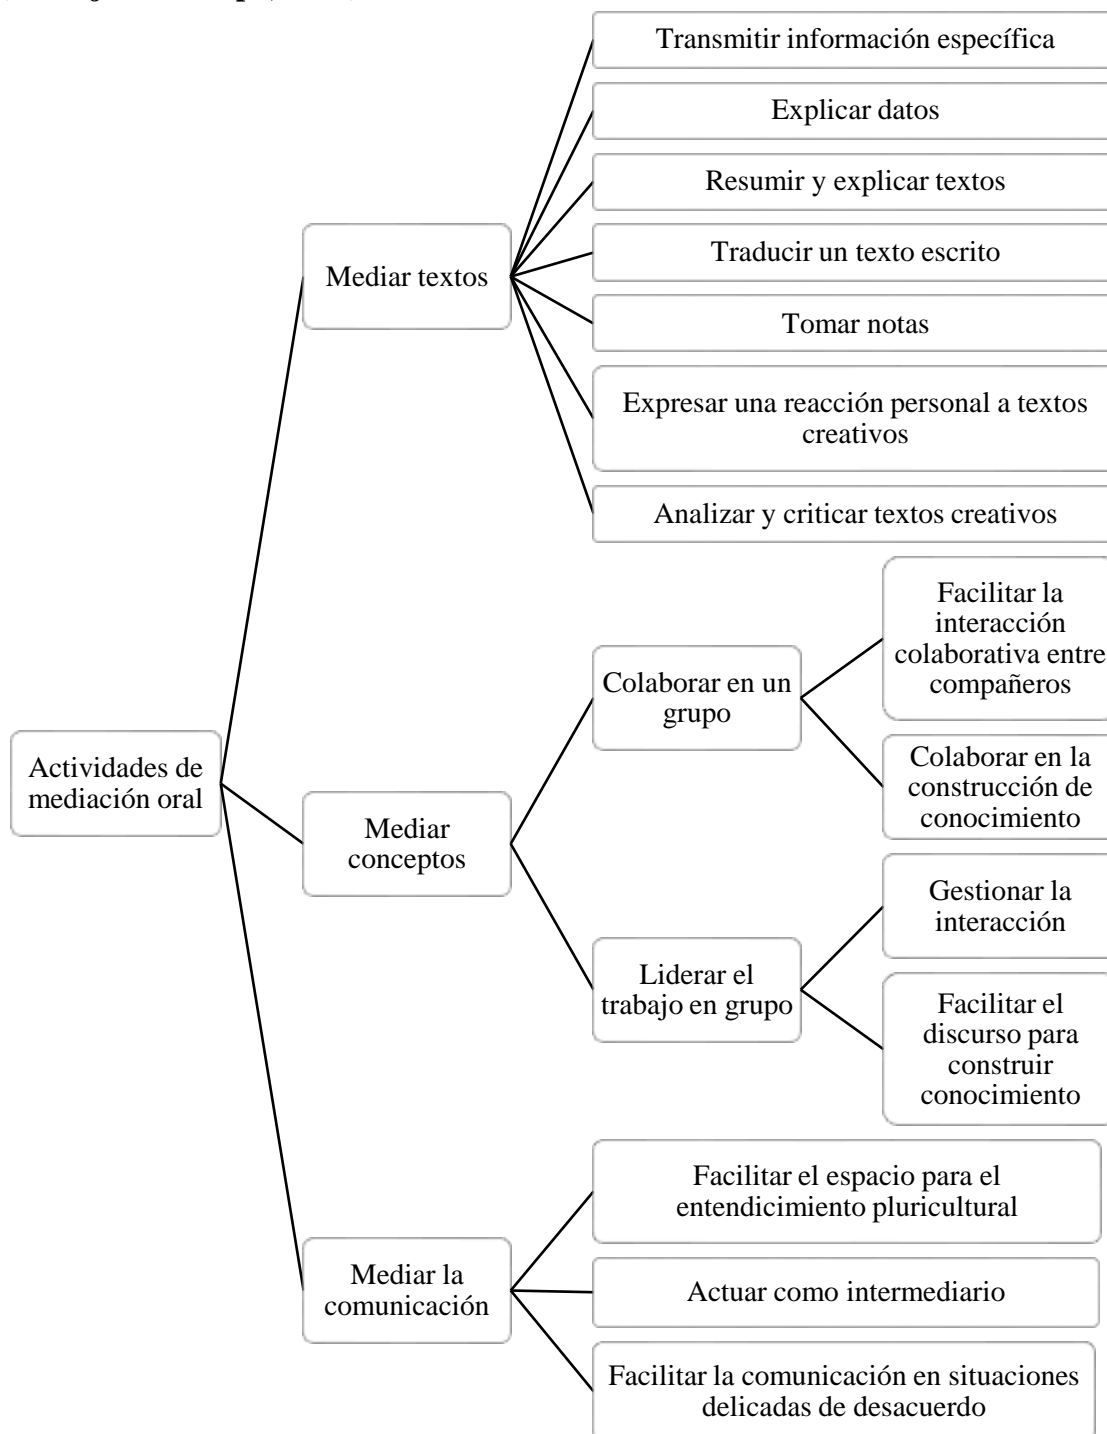 Transmitir información específica
Explicar datos
Resumir y explicar textos
Mediar textos
Traducir un texto escrito
Tomar notas
Expresar una reacción personal a textos
creativos
Analizar y criticar textos creativos
Actividades de
mediación oral
Mediar
conceptos
Colaborar en un
grupo
Facilitar la
interacción
colaborativa entre
compañeros
Colaborar en la
construcción de
conocimiento
Liderar el
trabajo en grupo
Gestionar la
interacción
Facilitar el
discurso para
construir
conocimiento
Mediar la
comunicación
Facilitar el espacio para el
entendicimiento pluricultural
Actuar como intermediario
Facilitar la comunicación en situaciones
delicadas de desacuerdo